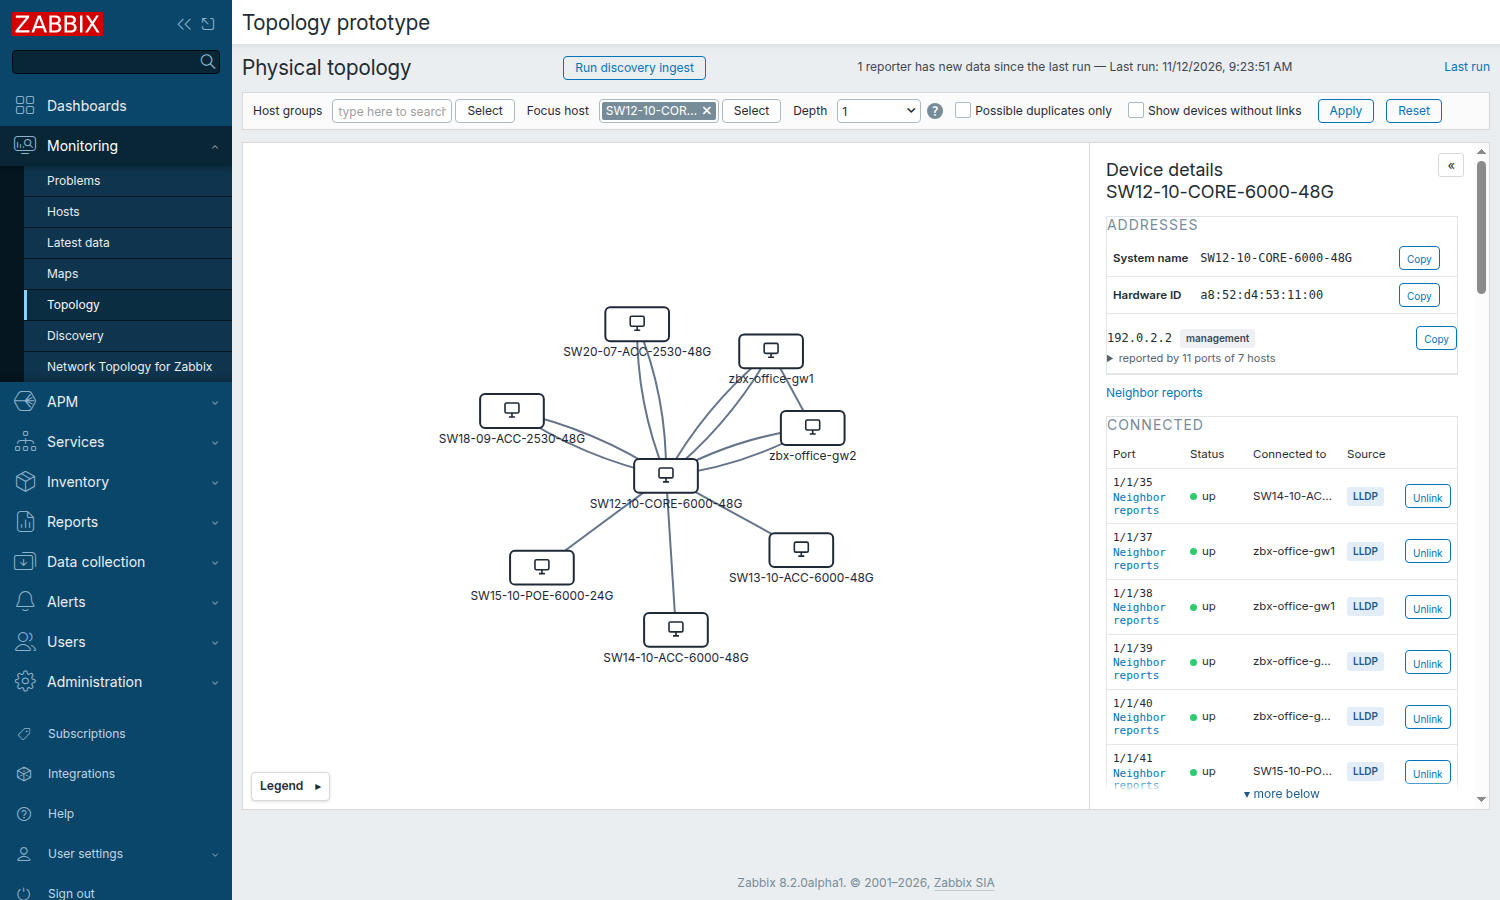 ZABBIX
Topology prototype
Physical topology
Run discovery ingest
1 reporter has new data since the last run — Last run: 11/12/2026, 9:23:51 AM
Last run
Host groups
type here to search
Select
Focus host
SW12-10-COR...
Select
Depth
1
?
Possible duplicates only
Show devices without links
Apply
Reset
Dashboards
Monitoring
Problems
Hosts
Latest data
Maps
Topology
Discovery
Network Topology for Zabbix
APM
Services
Inventory
Reports
Data collection
Alerts
Users
Administration
Subscriptions
Integrations
Help
User settings
Sign out
SW20-07-ACC-2530-48G
zbx-office-gw1
SW18-09-ACC-2530-48G
zbx-office-gw2
SW12-10-CORE-6000-48G
SW15-10-POE-6000-24G
SW13-10-ACC-6000-48G
SW14-10-ACC-6000-48G
Legend
Device details
SW12-10-CORE-6000-48G
ADDRESSES
System name SW12-10-CORE-6000-48G Copy
Hardware ID a8:52:d4:53:11:00 Copy
192.0.2.2 management Copy
reported by 11 ports of 7 hosts
Neighbor reports
CONNECTED
Port Status Connected to Source
1/1/35
Neighbor
reports
up SW14-10-AC... LLDP Unlink
1/1/37
Neighbor
reports
up zbx-office-gw1 LLDP Unlink
1/1/38
Neighbor
reports
up zbx-office-gw1 LLDP Unlink
1/1/39
Neighbor
reports
up zbx-office-g... LLDP Unlink
1/1/40
Neighbor
reports
up zbx-office-g... LLDP Unlink
1/1/41
Neighbor
reports
up SW15-10-PO... LLDP Unlink
▾ more below
Zabbix 8.2.0alpha1. © 2001–2026, Zabbix SIA